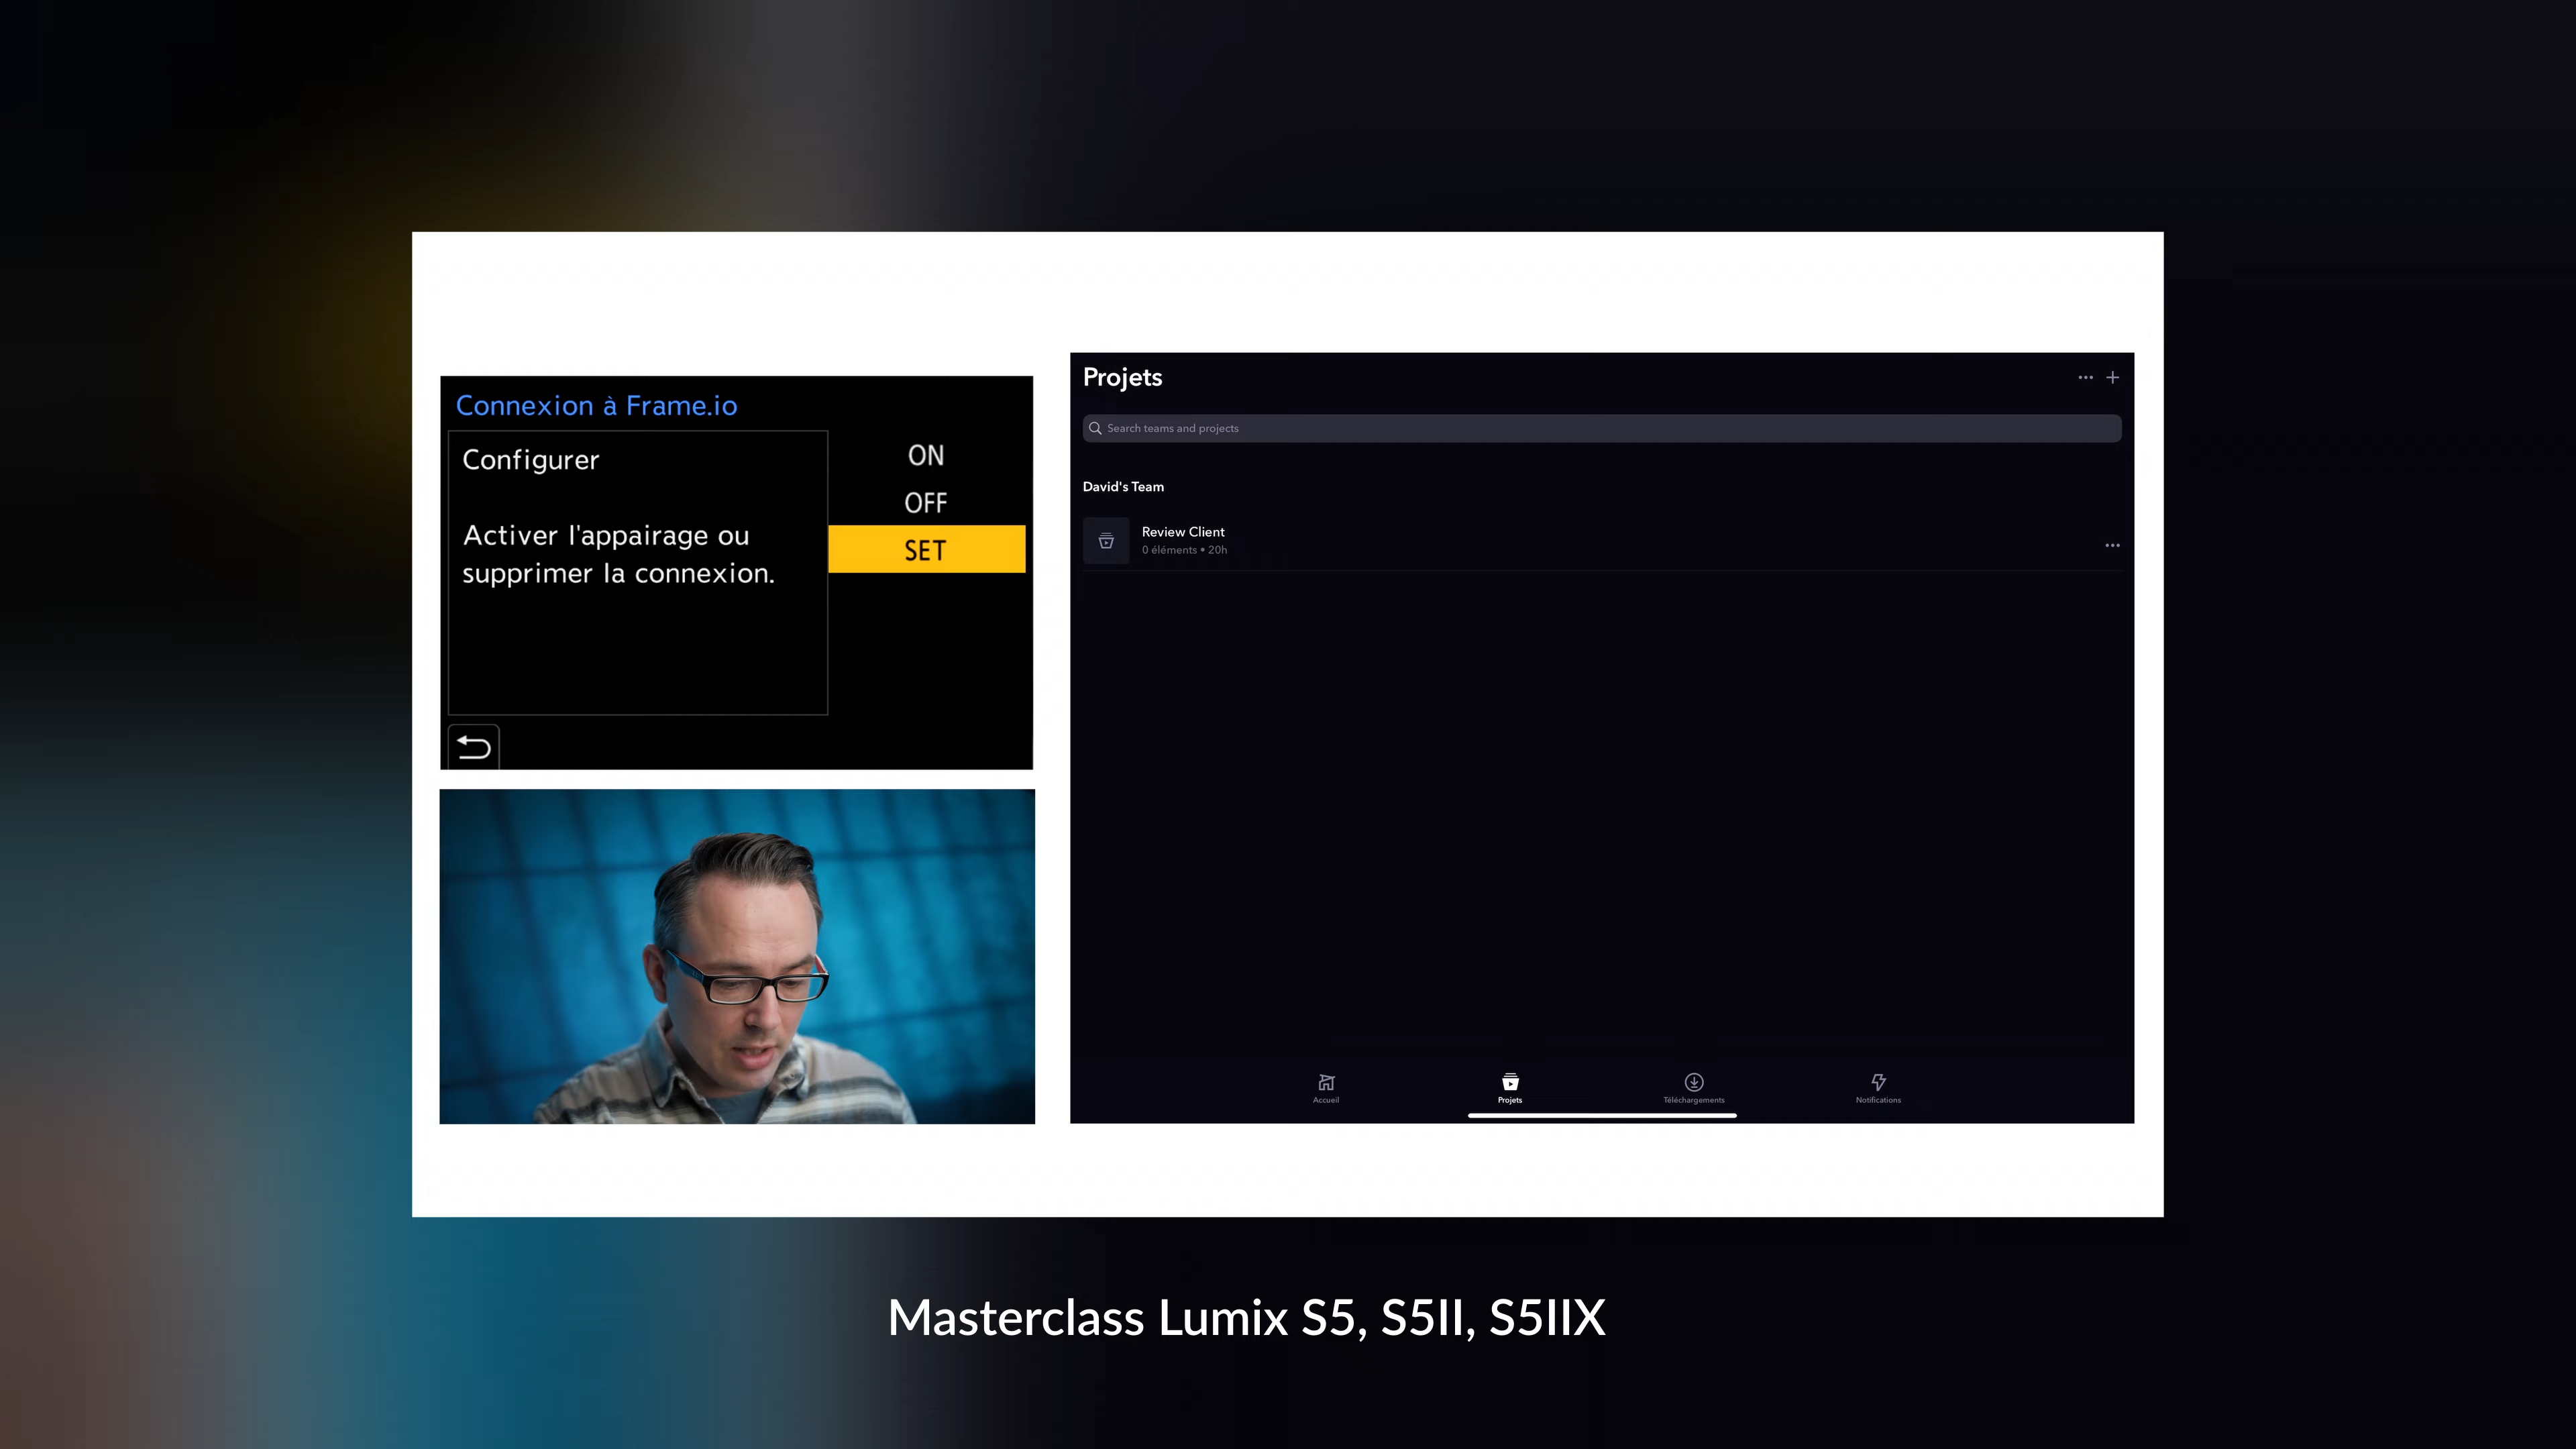 Connexion à Frame.io
Configurer
Activer l'appairage ou
supprimer la connexion.
ON
OFF
SET
Projets
Search teams and projects
David's Team
Review Client
0 éléments • 20h
Accueil
Projets
Téléchargements
Notifications
Masterclass Lumix S5, S5II, S5IIX